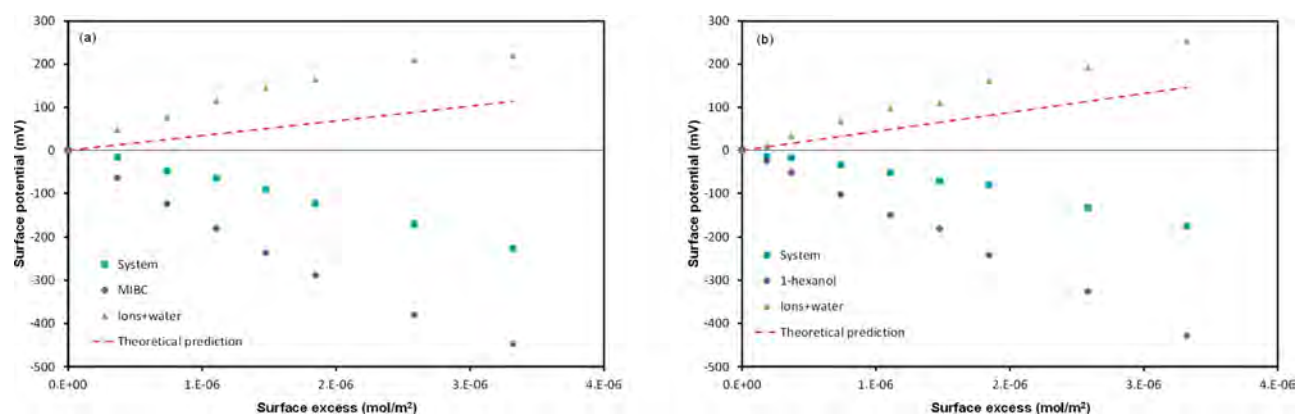 (a)
300
200
100
0
-100
-200
-300
-400
-500
Surface potential (mV)
System
MIBC
Ions+water
Theoretical prediction
0.E+00
1.E-06
2.E-06
3.E-06
4.E-06
Surface excess (mol/m²)
(b)
300
200
100
0
-100
-200
-300
-400
-500
Surface potential (mV)
System
1-hexanol
Ions+water
Theoretical prediction
0.E+00
1.E-06
2.E-06
3.E-06
4.E-06
Surface excess (mol/m²)